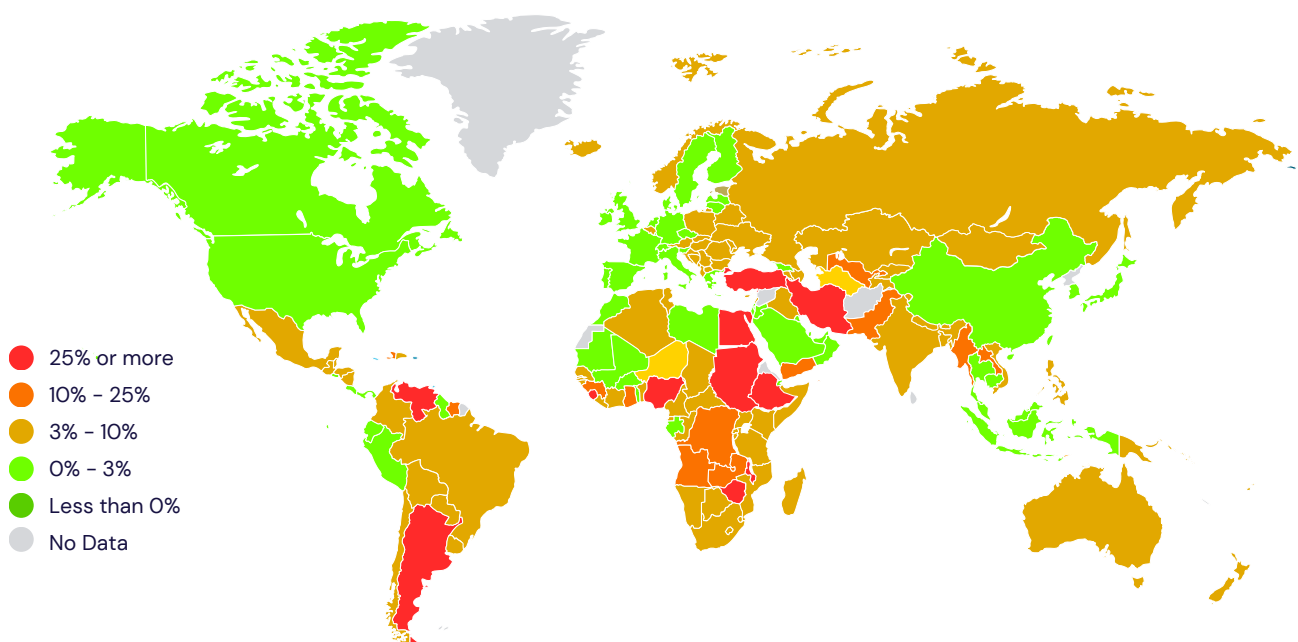 25% or more
10% - 25%
3% - 10%
0% - 3%
Less than 0%
No Data